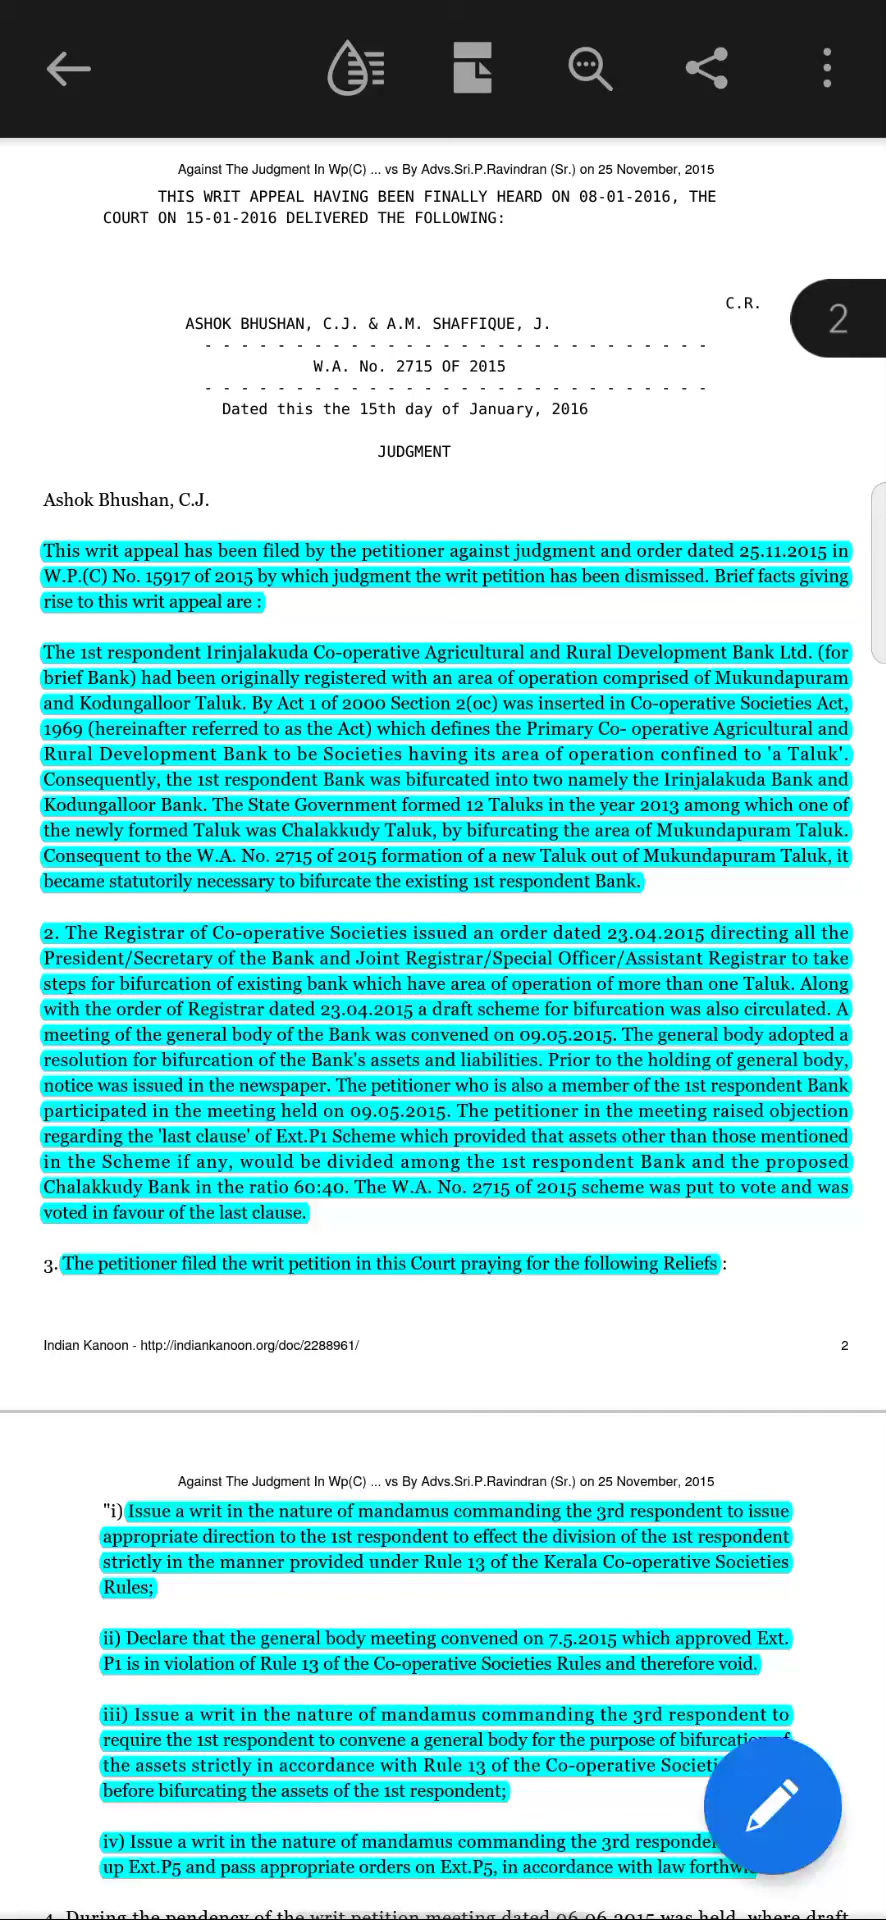 Against The Judgment In Wp(C) ... vs By Advs.Sri.P.Ravindran (Sr.) on 25 November, 2015
THIS WRIT APPEAL HAVING BEEN FINALLY HEARD ON 08-01-2016, THE
COURT ON 15-01-2016 DELIVERED THE FOLLOWING:
C.R.
2
ASHOK BHUSHAN, C.J. & A.M. SHAFFIQUE, J.
- - - - - - - - - - - - - - - - - - - - - - - - - - - -
W.A. No. 2715 OF 2015
- - - - - - - - - - - - - - - - - - - - - - - - - - - -
Dated this the 15th day of January, 2016
JUDGMENT
Ashok Bhushan, C.J.
This writ appeal has been filed by the petitioner against judgment and order dated 25.11.2015 in
W.P.(C) No. 15917 of 2015 by which judgment the writ petition has been dismissed. Brief facts giving
rise to this writ appeal are :
The 1st respondent Irinjalakuda Co-operative Agricultural and Rural Development Bank Ltd. (for
brief Bank) had been originally registered with an area of operation comprised of Mukundapuram
and Kodungalloor Taluk. By Act 1 of 2000 Section 2(oc) was inserted in Co-operative Societies Act,
1969 (hereinafter referred to as the Act) which defines the Primary Co- operative Agricultural and
Rural Development Bank to be Societies having its area of operation confined to 'a Taluk'.
Consequently, the 1st respondent Bank was bifurcated into two namely the Irinjalakuda Bank and
Kodungalloor Bank. The State Government formed 12 Taluks in the year 2013 among which one of
the newly formed Taluk was Chalakkudy Taluk, by bifurcating the area of Mukundapuram Taluk.
Consequent to the W.A. No. 2715 of 2015 formation of a new Taluk out of Mukundapuram Taluk, it
became statutorily necessary to bifurcate the existing 1st respondent Bank.
2. The Registrar of Co-operative Societies issued an order dated 23.04.2015 directing all the
President/Secretary of the Bank and Joint Registrar/Special Officer/Assistant Registrar to take
steps for bifurcation of existing bank which have area of operation of more than one Taluk. Along
with the order of Registrar dated 23.04.2015 a draft scheme for bifurcation was also circulated. A
meeting of the general body of the Bank was convened on 09.05.2015. The general body adopted a
resolution for bifurcation of the Bank's assets and liabilities. Prior to the holding of general body,
notice was issued in the newspaper. The petitioner who is also a member of the 1st respondent Bank
participated in the meeting held on 09.05.2015. The petitioner in the meeting raised objection
regarding the 'last clause' of Ext.P1 Scheme which provided that assets other than those mentioned
in the Scheme if any, would be divided among the 1st respondent Bank and the proposed
Chalakkudy Bank in the ratio 60:40. The W.A. No. 2715 of 2015 scheme was put to vote and was
voted in favour of the last clause.
3. The petitioner filed the writ petition in this Court praying for the following Reliefs :
Indian Kanoon - http://indiankanoon.org/doc/2288961/ 2
Against The Judgment In Wp(C) ... vs By Advs.Sri.P.Ravindran (Sr.) on 25 November, 2015
"i) Issue a writ in the nature of mandamus commanding the 3rd respondent to issue
appropriate direction to the 1st respondent to effect the division of the 1st respondent
strictly in the manner provided under Rule 13 of the Kerala Co-operative Societies
Rules;
ii) Declare that the general body meeting convened on 7.5.2015 which approved Ext.
P1 is in violation of Rule 13 of the Co-operative Societies Rules and therefore void.
iii) Issue a writ in the nature of mandamus commanding the 3rd respondent to
require the 1st respondent to convene a general body for the purpose of
the assets strictly in accordance with Rule 13 of the Co-operative
before bifurcating the assets of the 1st respondent;
iv) Issue a writ in the nature of mandamus commanding the 3rd
up Ext.P5 and pass appropriate orders on Ext.P5, in accordance with law
4. During the pendency of the writ petition meeting dated 06.06.2015 was held, where draft